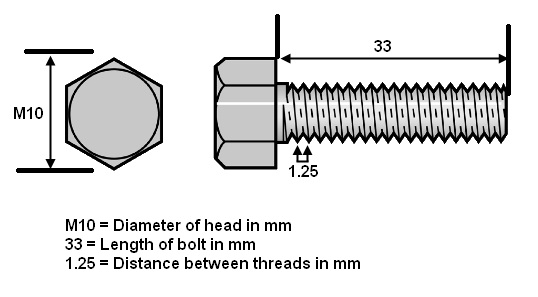 33
M10
1.25
M10 = Diameter of head in mm
33 = Length of bolt in mm
1.25 = Distance between threads in mm